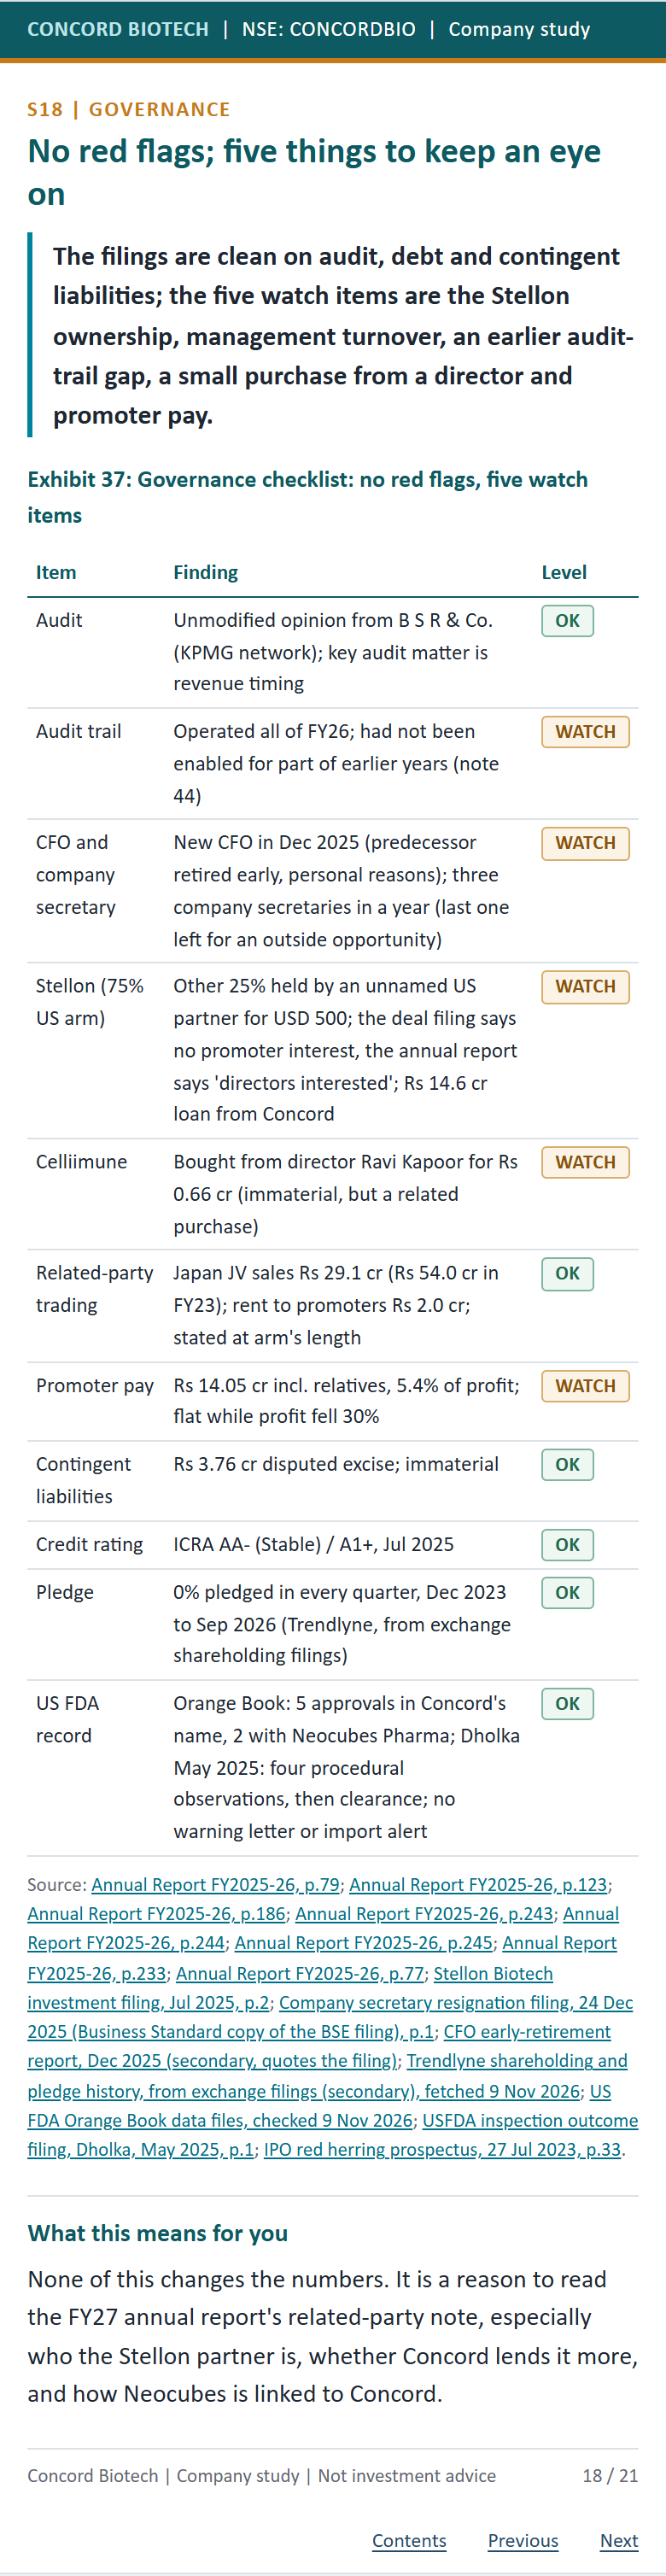 CONCORD BIOTECH | NSE: CONCORDBIO | Company study
S18 | GOVERNANCE
No red flags; five things to keep an eye
on
The filings are clean on audit, debt and contingent
liabilities; the five watch items are the Stellon
ownership, management turnover, an earlier audit-
trail gap, a small purchase from a director and
promoter pay.
Exhibit 37: Governance checklist: no red flags, five watch
items
Item Finding Level
Audit Unmodified opinion from B S R & Co. OK
(KPMG network); key audit matter is
revenue timing
Audit trail Operated all of FY26; had not been WATCH
enabled for part of earlier years (note
44)
CFO and New CFO in Dec 2025 (predecessor WATCH
company retired early, personal reasons); three
secretary company secretaries in a year (last one
left for an outside opportunity)
Stellon (75% Other 25% held by an unnamed US WATCH
US arm) partner for USD 500; the deal filing says
no promoter interest, the annual report
says 'directors interested'; Rs 14.6 cr
loan from Concord
Celliimune Bought from director Ravi Kapoor for Rs WATCH
0.66 cr (immaterial, but a related
purchase)
Related-party Japan JV sales Rs 29.1 cr (Rs 54.0 cr in OK
trading FY23); rent to promoters Rs 2.0 cr;
stated at arm's length
Promoter pay Rs 14.05 cr incl. relatives, 5.4% of profit; WATCH
flat while profit fell 30%
Contingent Rs 3.76 cr disputed excise; immaterial OK
liabilities
Credit rating ICRA AA- (Stable) / A1+, Jul 2025 OK
Pledge 0% pledged in every quarter, Dec 2023 OK
to Sep 2026 (Trendlyne, from exchange
shareholding filings)
US FDA Orange Book: 5 approvals in Concord's OK
record name, 2 with Neocubes Pharma; Dholka
May 2025: four procedural
observations, then clearance; no
warning letter or import alert
Source: Annual Report FY2025-26, p.79; Annual Report FY2025-26, p.123;
Annual Report FY2025-26, p.186; Annual Report FY2025-26, p.243; Annual
Report FY2025-26, p.244; Annual Report FY2025-26, p.245; Annual Report
FY2025-26, p.233; Annual Report FY2025-26, p.77; Stellon Biotech
investment filing, Jul 2025, p.2; Company secretary resignation filing, 24 Dec
2025 (Business Standard copy of the BSE filing), p.1; CFO early-retirement
report, Dec 2025 (secondary, quotes the filing); Trendlyne shareholding and
pledge history, from exchange filings (secondary), fetched 9 Nov 2026; US
FDA Orange Book data files, checked 9 Nov 2026; USFDA inspection outcome
filing, Dholka, May 2025, p.1; IPO red herring prospectus, 27 Jul 2023, p.33.
What this means for you
None of this changes the numbers. It is a reason to read
the FY27 annual report's related-party note, especially
who the Stellon partner is, whether Concord lends it more,
and how Neocubes is linked to Concord.
Concord Biotech | Company study | Not investment advice 18 / 21
Contents Previous Next